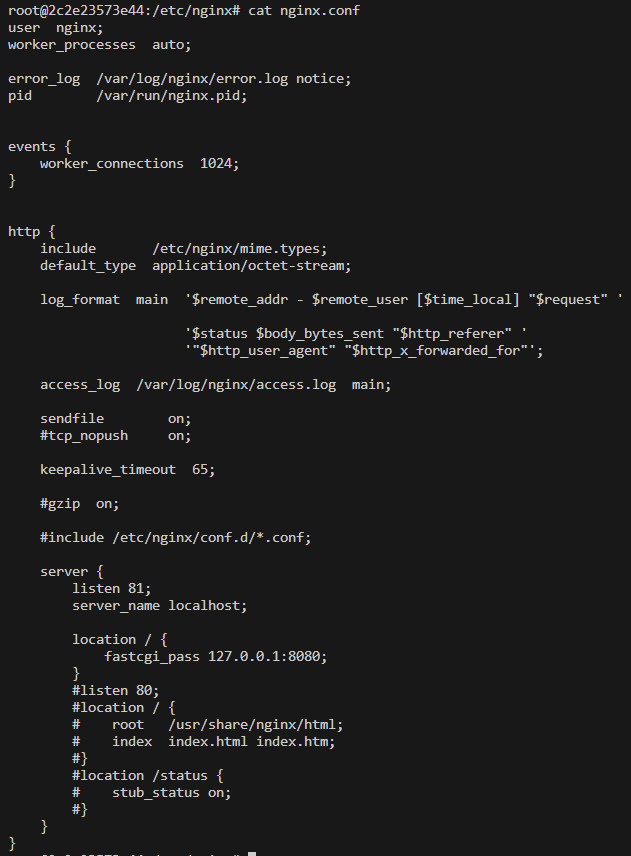 root@2c2e23573e44:/etc/nginx# cat nginx.conf
user  nginx;
worker_processes  auto;

error_log  /var/log/nginx/error.log notice;
pid        /var/run/nginx.pid;


events {
    worker_connections  1024;
}


http {
    include       /etc/nginx/mime.types;
    default_type  application/octet-stream;

    log_format  main  '$remote_addr - $remote_user [$time_local] "$request" '

                      '$status $body_bytes_sent "$http_referer" '
                      '"$http_user_agent" "$http_x_forwarded_for"';

    access_log  /var/log/nginx/access.log  main;

    sendfile        on;
    #tcp_nopush     on;

    keepalive_timeout  65;

    #gzip  on;

    #include /etc/nginx/conf.d/*.conf;

    server {
        listen 81;
        server_name localhost;

        location / {
            fastcgi_pass 127.0.0.1:8080;
        }
        #listen 80;
        #location / {
        #    root   /usr/share/nginx/html;
        #    index  index.html index.htm;
        #}
        #location /status {
        #    stub_status on;
        #}
    }
}